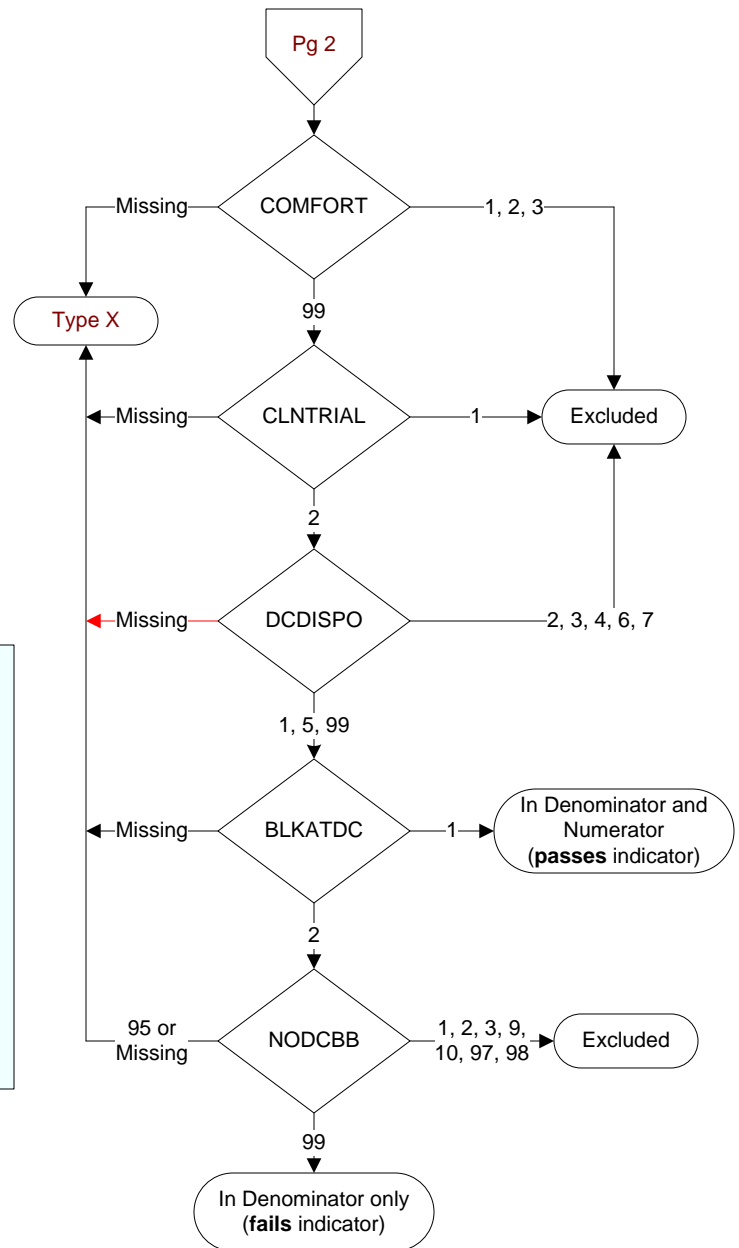 Pg 2
Missing
COMFORT
1, 2, 3
99
Type X
Missing
CLNTRIAL
1
Excluded
2
Missing
DCDISPO
2, 3, 4, 6, 7
1, 5, 99
Missing
BLKATDC
1
In Denominator and
Numerator
(passes indicator)
2
95 or
Missing
NODCBB
1, 2, 3, 9,
10, 97, 98
Excluded
99
In Denominator only
(fails indicator)